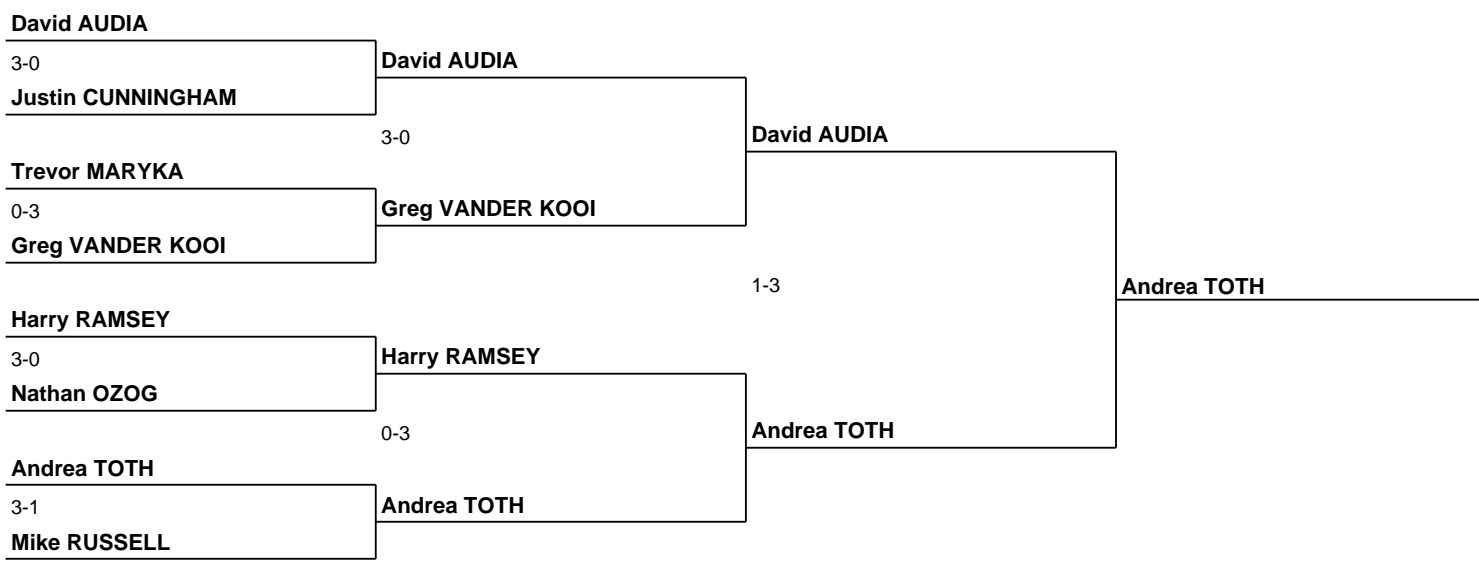 David AUDIA
3-0
David AUDIA
Justin CUNNINGHAM
3-0
David AUDIA
Trevor MARYKA
0-3
Greg VANDER KOOI
Greg VANDER KOOI
1-3
Andrea TOTH
Harry RAMSEY
3-0
Harry RAMSEY
Nathan OZOG
0-3
Andrea TOTH
Andrea TOTH
3-1
Andrea TOTH
Mike RUSSELL